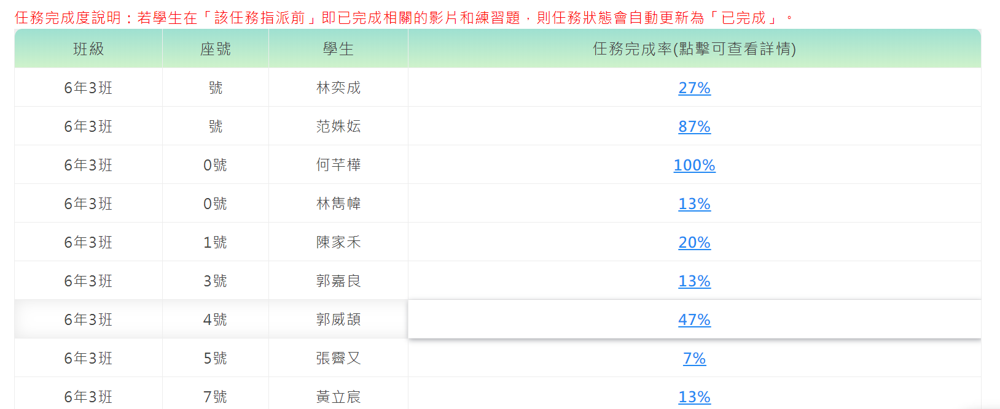 任務完成度說明：若學生在「該任務指派前」即已完成相關的影片和練習題，則任務狀態會自動更新為「已完成」。
班級 座號 學生 任務完成率(點擊可查看詳情)
6年3班 號 林奕成 27%
6年3班 號 范姝妘 87%
6年3班 0號 何芊樺 100%
6年3班 0號 林雋幃 13%
6年3班 1號 陳家禾 20%
6年3班 3號 郭嘉良 13%
6年3班 4號 郭威頡 47%
6年3班 5號 張霽又 7%
6年3班 7號 黃立宸 13%